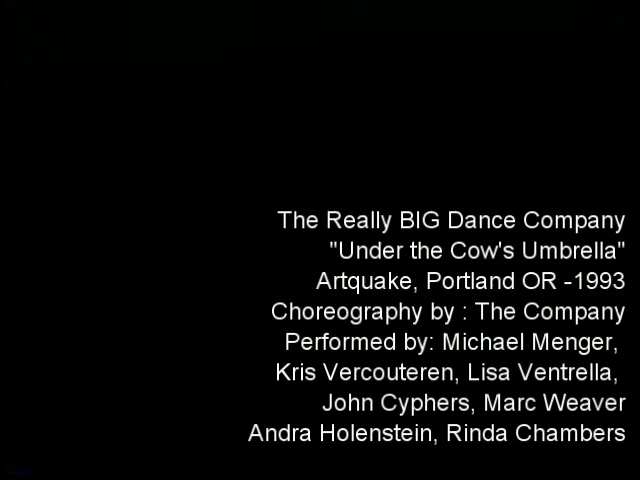 The Really BIG Dance Company
"Under the Cow's Umbrella"
Artquake, Portland OR -1993
Choreography by : The Company
Performed by: Michael Menger,
Kris Vercouteren, Lisa Ventrella,
John Cyphers, Marc Weaver
Andra Holenstein, Rinda Chambers